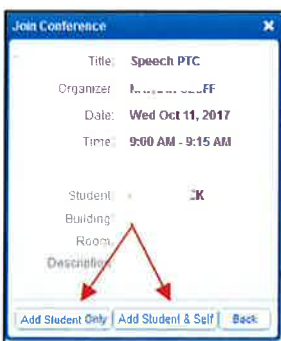 Join Conference ×
Title: Speech PTC
Organizer
Date: Wed Oct 11, 2017
Time: 9:00 AM - 9:15 AM
Student:
Building:
Room:
Description:
Add Student Only Add Student & Self Back